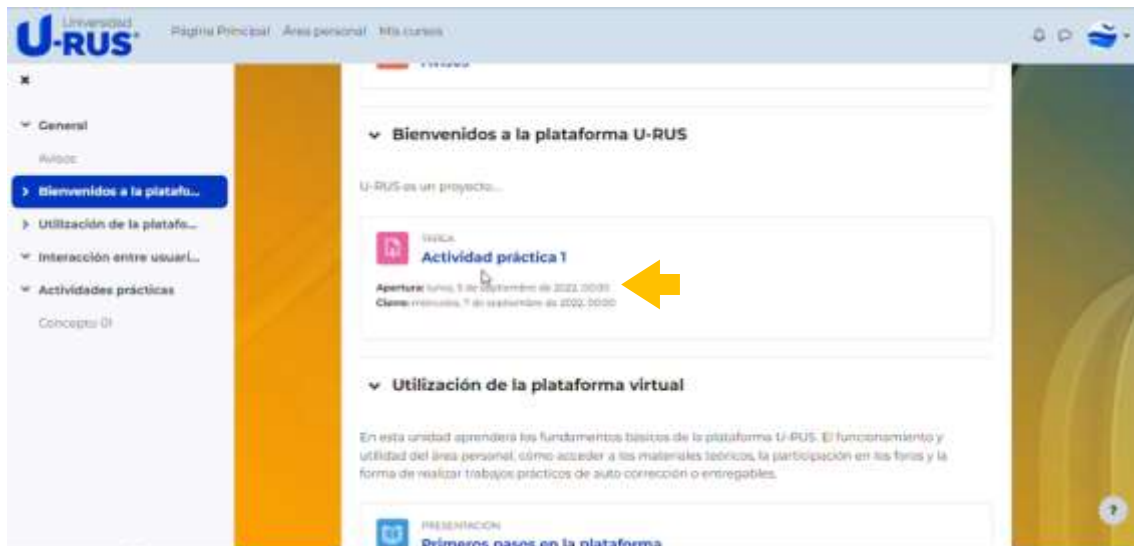 Universidad
U-RUS
Página Principal Área personal Mis cursos
General
Avisos
Bienvenidos a la platafo...
Utilización de la platafo...
Interacción entre usuari...
Actividades prácticas
Concepto 01
Avisos
Bienvenidos a la plataforma U-RUS
U-RUS es un proyecto...
TAREA
Actividad práctica 1
Apertura: lunes, 5 de septiembre de 2022, 00:00
Cierre: miércoles, 7 de septiembre de 2022, 00:00
Utilización de la plataforma virtual
En esta unidad aprenderá los fundamentos básicos de la plataforma U-RUS. El funcionamiento y
utilidad del área personal, cómo acceder a los materiales teóricos, la participación en los foros y la
forma de realizar trabajos prácticos de auto corrección o entregables.
PRESENTACIÓN
Primeros pasos en la plataforma
?